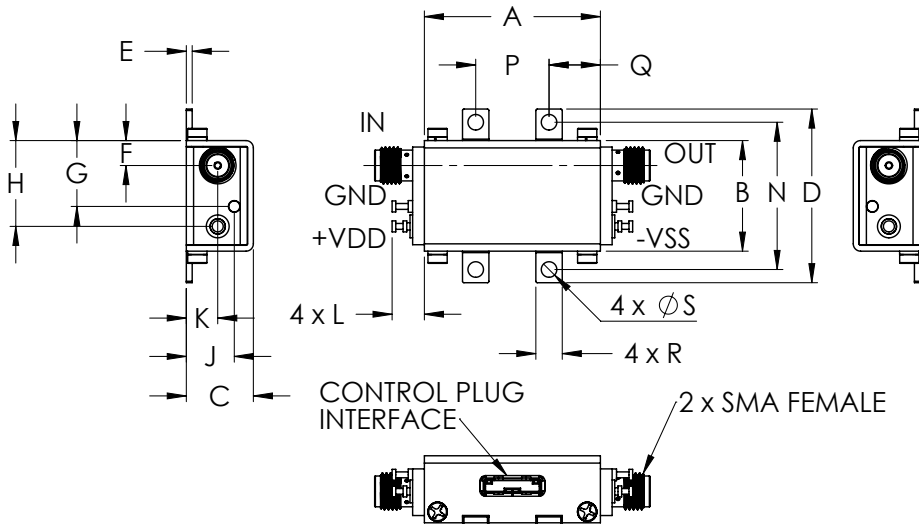 A
E
P
Q
IN
OUT
F
G
H
GND
GND
B
N
D
+VDD
-VSS
4 x L
4 x ∅S
K
4 x R
J
C
CONTROL PLUG
INTERFACE
2 x SMA FEMALE